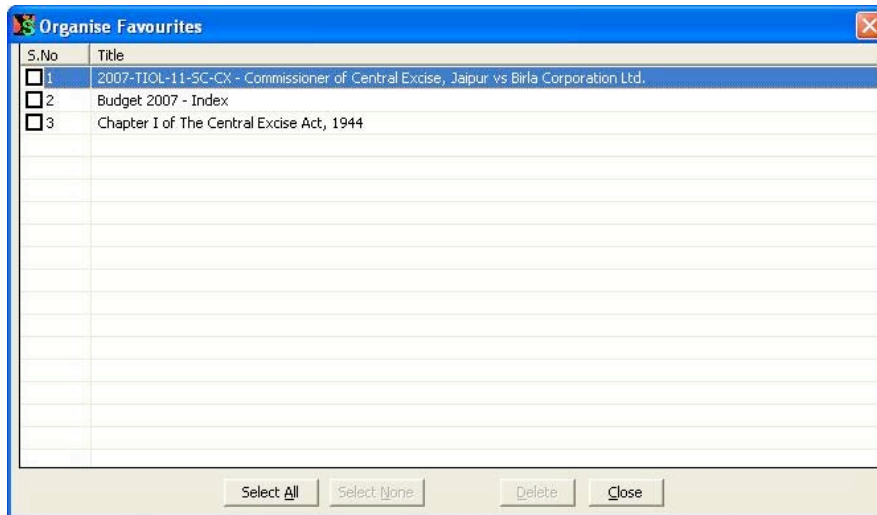 Organise Favourites
S.No Title
1 2007-TIOL-11-SC-CX - Commissioner of Central Excise, Jaipur vs Birla Corporation Ltd.
2 Budget 2007 - Index
3 Chapter I of The Central Excise Act, 1944
Select All Select None Delete Close